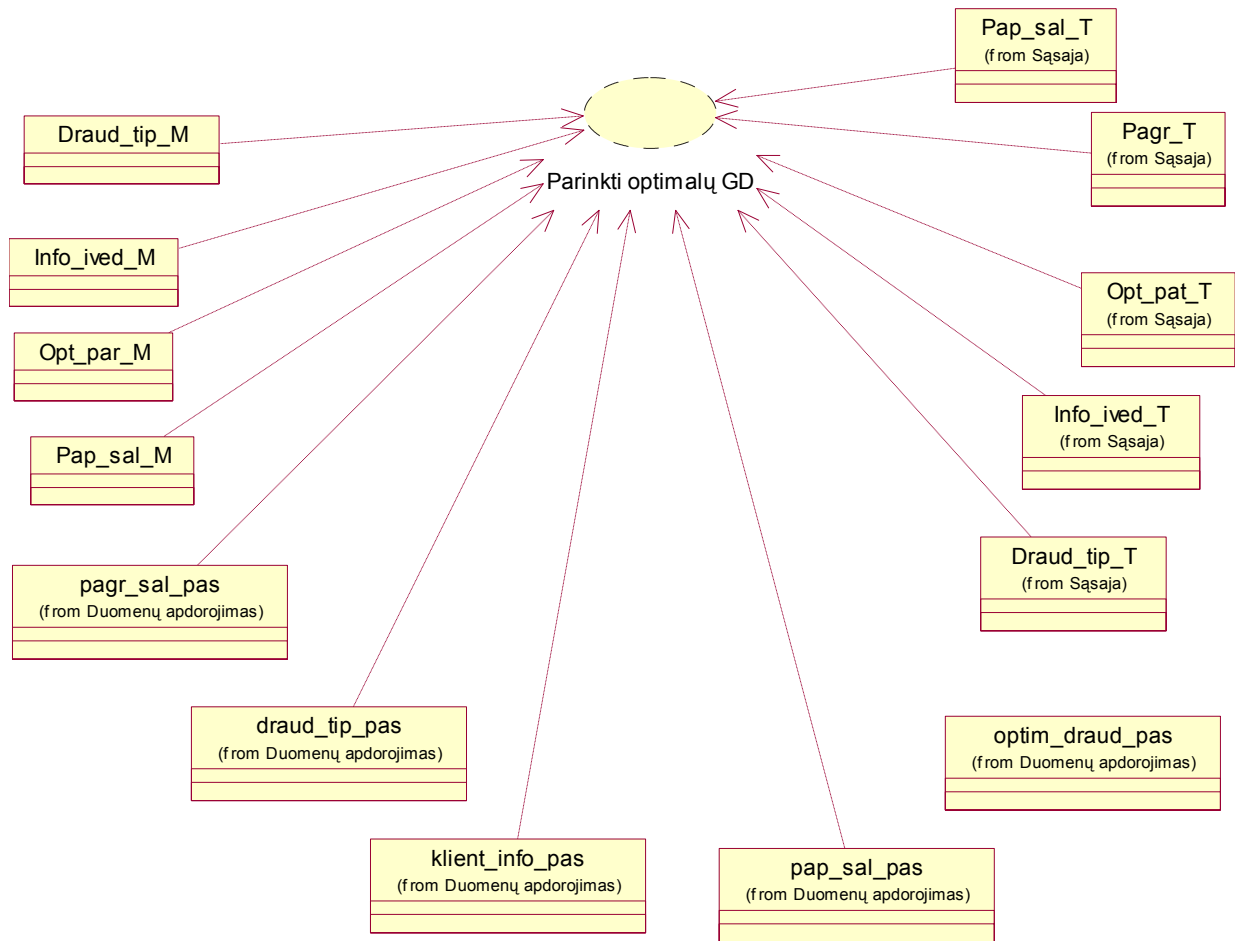 Pap_sal_T
(from Sąsaja)
Draud_tip_M
Pagr_T
(from Sąsaja)
Parinkti optimalų GD
Info_ived_M
Opt_pat_T
(from Sąsaja)
Opt_par_M
Info_ived_T
(from Sąsaja)
Pap_sal_M
Draud_tip_T
(from Sąsaja)
pagr_sal_pas
(from Duomenų apdorojimas)
draud_tip_pas
(from Duomenų apdorojimas)
optim_draud_pas
(from Duomenų apdorojimas)
klient_info_pas
(from Duomenų apdorojimas)
pap_sal_pas
(from Duomenų apdorojimas)